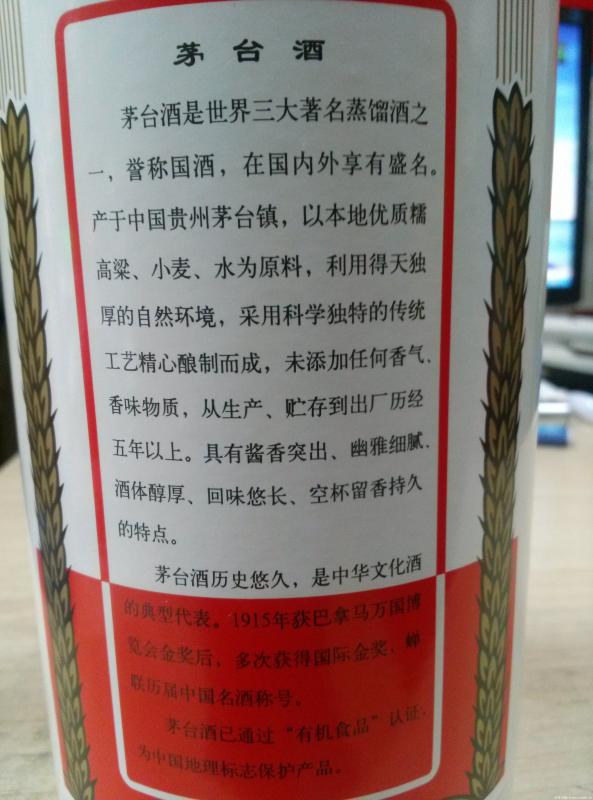 茅台酒
茅台酒是世界三大著名蒸馏酒之
一，誉称国酒，在国内外享有盛名。
产于中国贵州茅台镇，以本地优质糯
高粱、小麦、水为原料，利用得天独
厚的自然环境，采用科学独特的传统
工艺精心酿制而成，未添加任何香气、
香味物质，从生产、贮存到出厂历经
五年以上。具有酱香突出、幽雅细腻、
酒体醇厚、回味悠长、空杯留香持久
的特点。
茅台酒历史悠久，是中华文化酒
的典型代表。1915年获巴拿马万国博
览会金奖后，多次获得国际金奖、蝉
联历届中国名酒称号。
茅台酒已通过“有机食品”认证，
为中国地理标志保护产品。